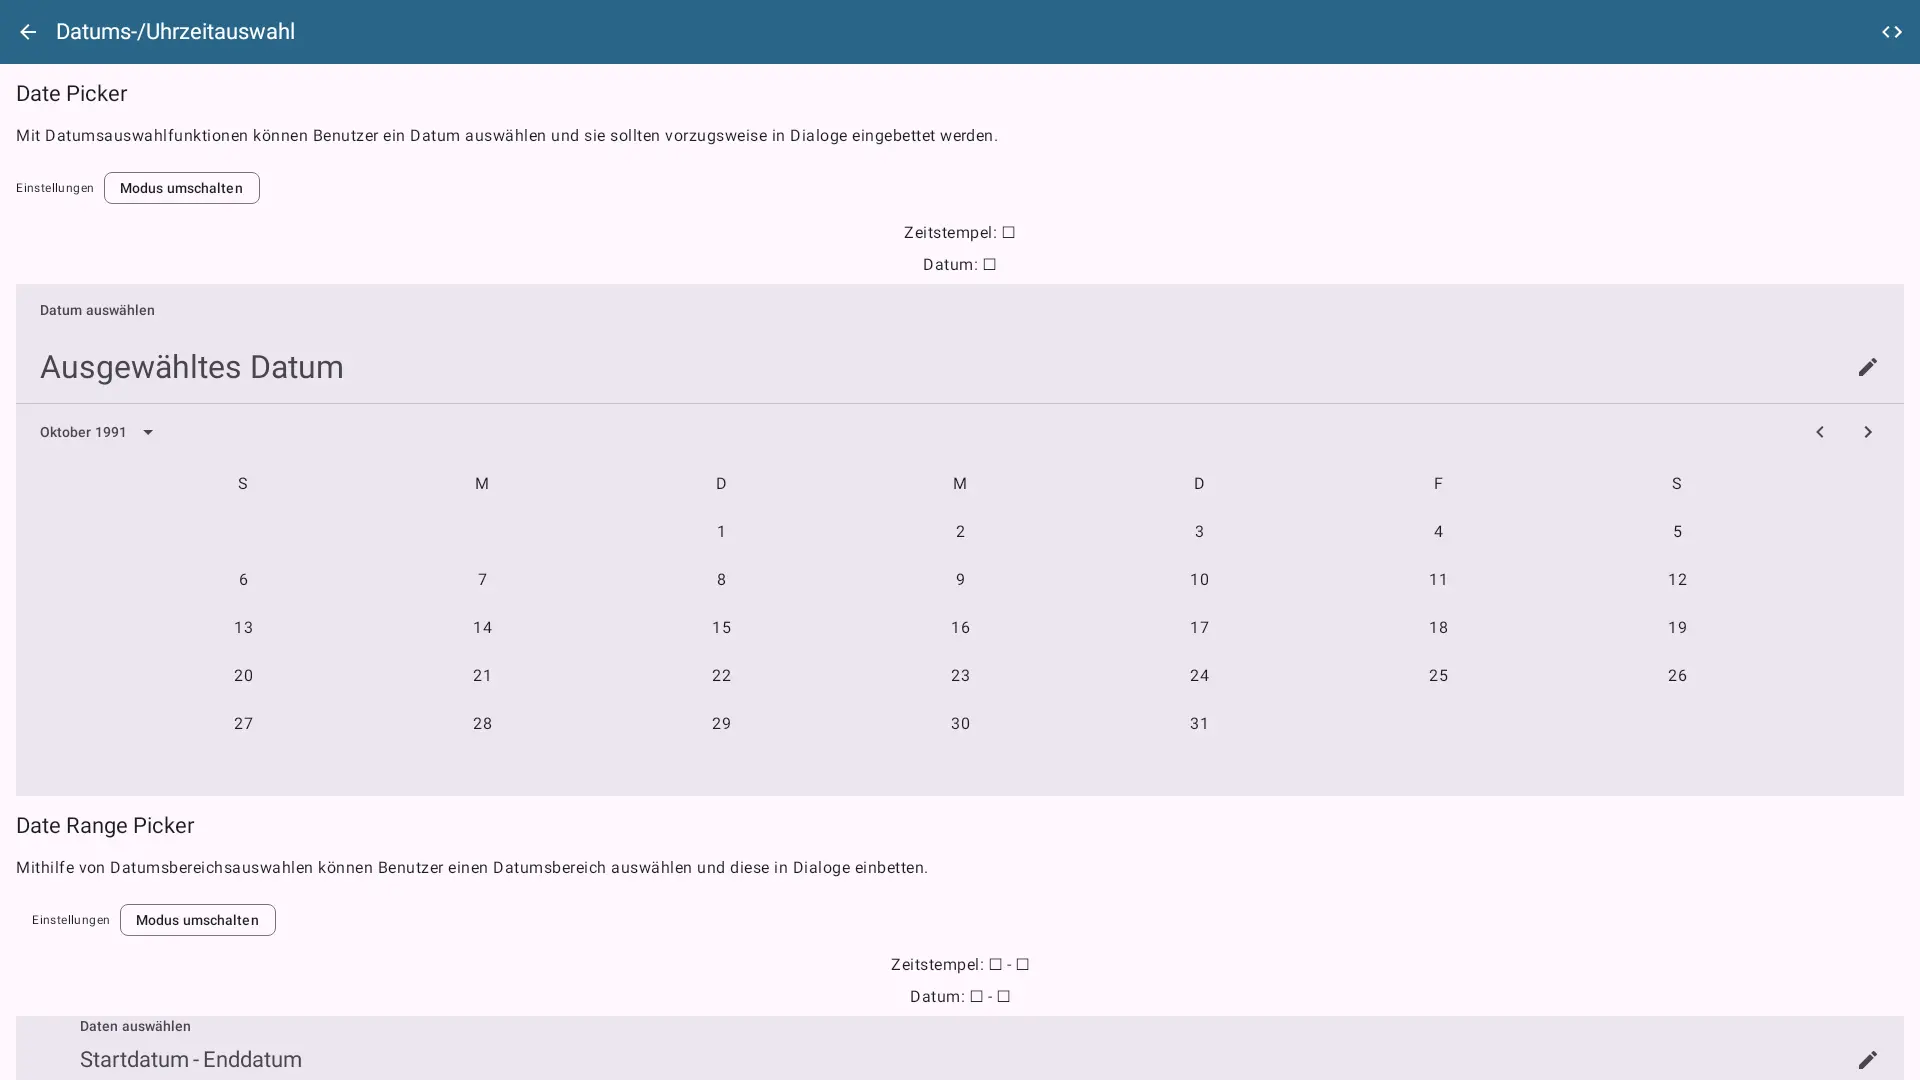 Datums-/Uhrzeitauswahl
Date Picker
Mit Datumsauswahlfunktionen können Benutzer ein Datum auswählen und sie sollten vorzugsweise in Dialoge eingebettet werden.
Einstellungen Modus umschalten
Zeitstempel: ☐
Datum: ☐
Datum auswählen
Ausgewähltes Datum
Oktober 1991
S M D M D F S
1 2 3 4 5
6 7 8 9 10 11 12
13 14 15 16 17 18 19
20 21 22 23 24 25 26
27 28 29 30 31
Date Range Picker
Mithilfe von Datumsbereichsauswahlen können Benutzer einen Datumsbereich auswählen und diese in Dialoge einbetten.
Einstellungen Modus umschalten
Zeitstempel: ☐ - ☐
Datum: ☐ - ☐
Daten auswählen
Startdatum - Enddatum